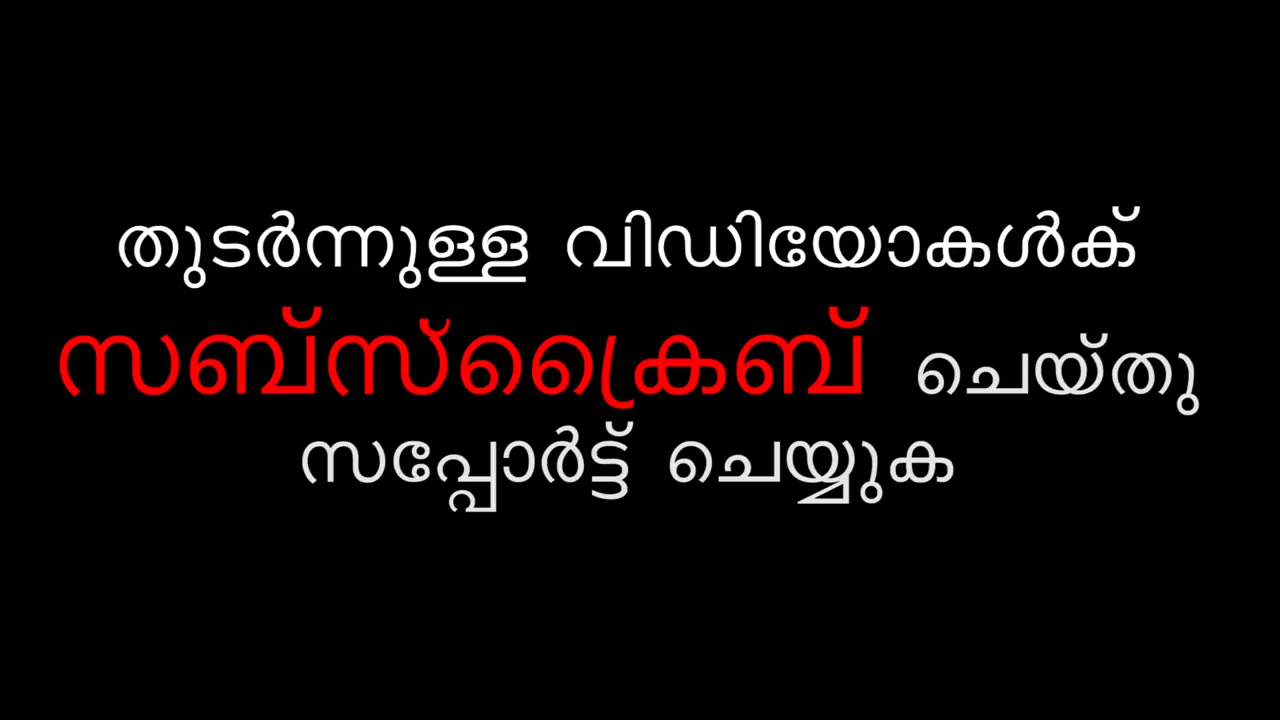 തുടർന്നുള്ള വിഡിയോകൾക്
സബ്സ്ക്രൈബ് ചെയ്തു
സപ്പോർട്ട് ചെയ്യുക